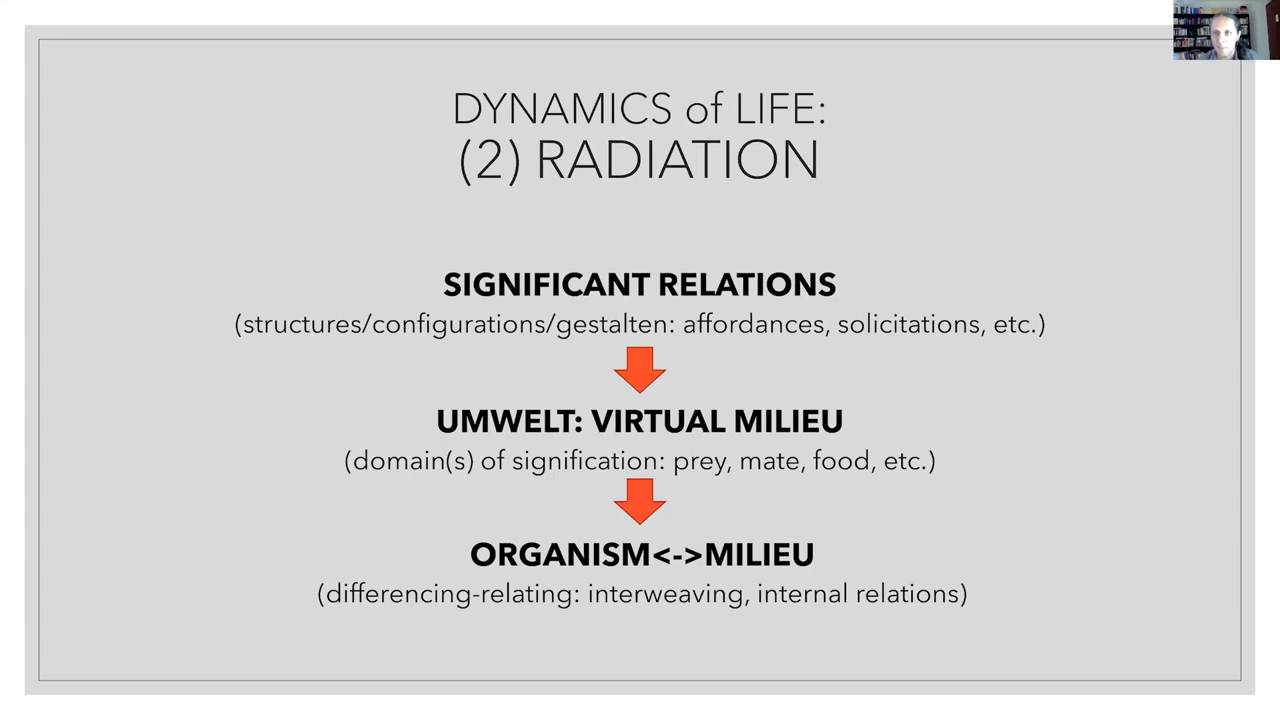 DYNAMICS of LIFE:
(2) RADIATION
SIGNIFICANT RELATIONS
(structures/configurations/gestalten: affordances, solicitations, etc.)
UMWELT: VIRTUAL MILIEU
(domain(s) of signification: prey, mate, food, etc.)
ORGANISM<->MILIEU
(differencing-relating: interweaving, internal relations)